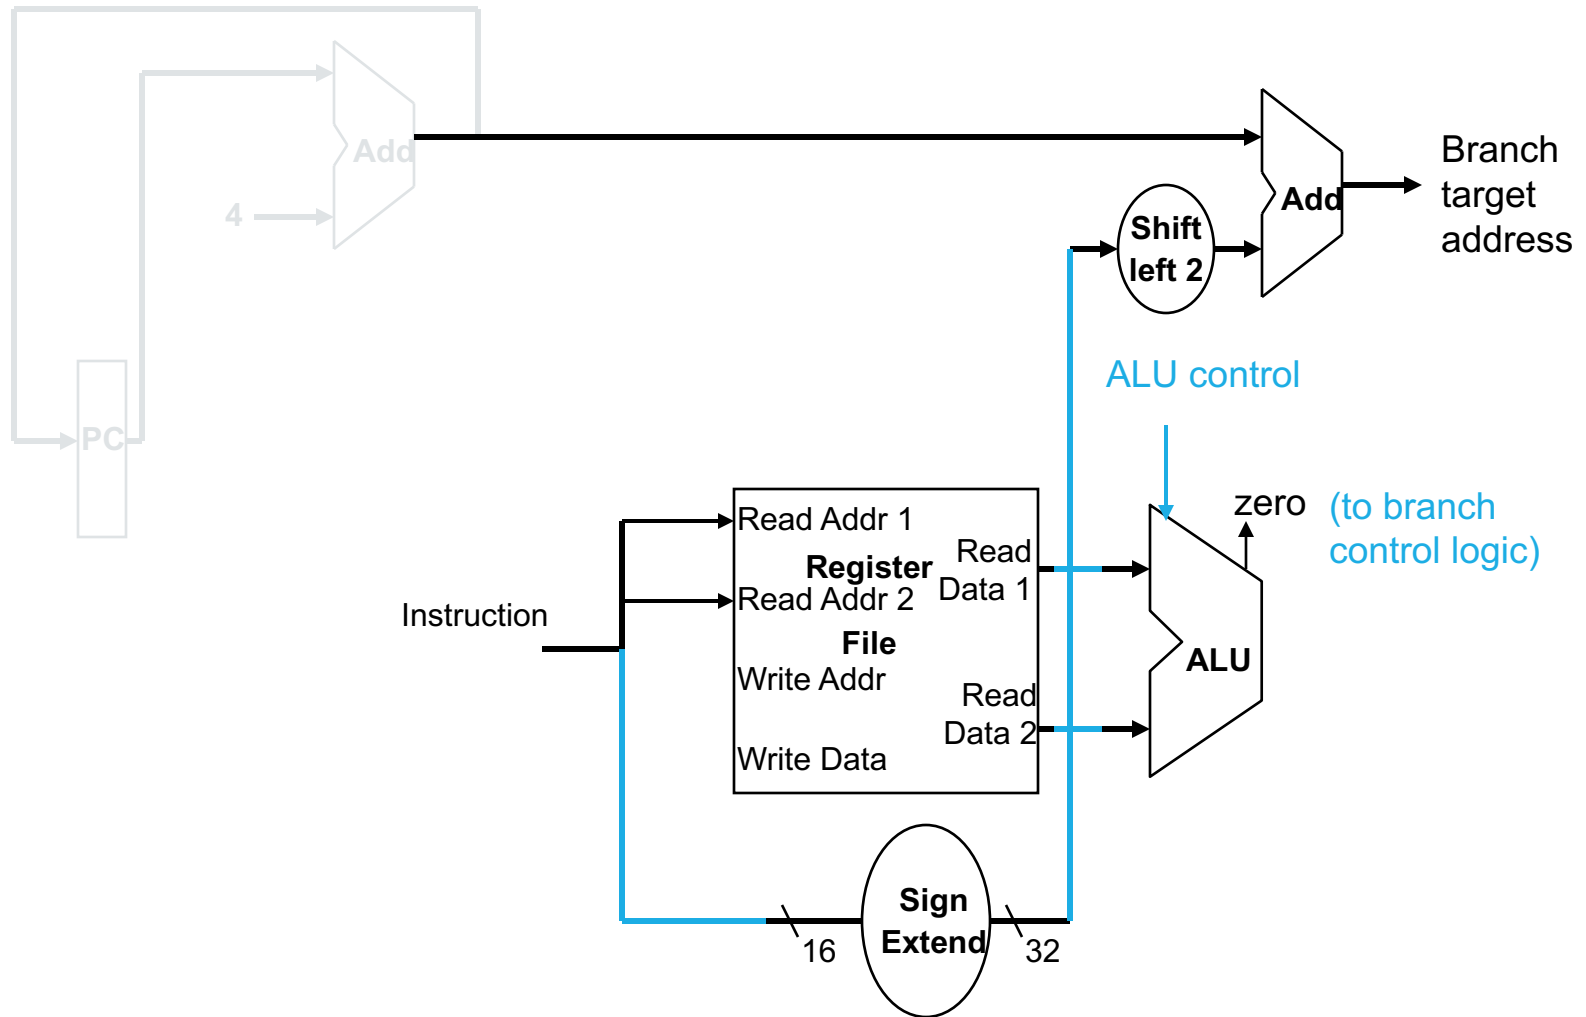 Add
4
PC
Add
Branch
target
address
Shift
left 2
ALU control
zero
(to branch
control logic)
Instruction
Read Addr 1
Register
Read Addr 2
File
Write Addr
Write Data
Read
Data 1
Read
Data 2
ALU
Sign
Extend
16
32